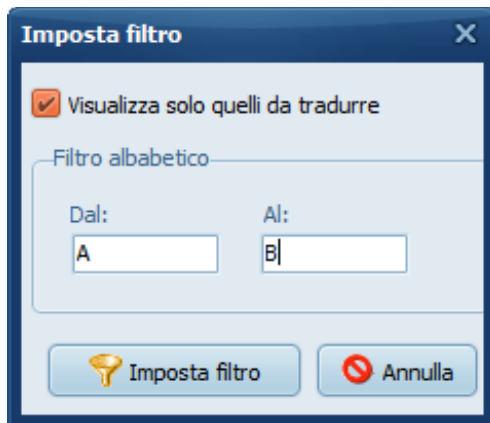 Imposta filtro
Visualizza solo quelli da tradurre
Filtro albabetico
Dal: Al:
A B
Imposta filtro Annulla